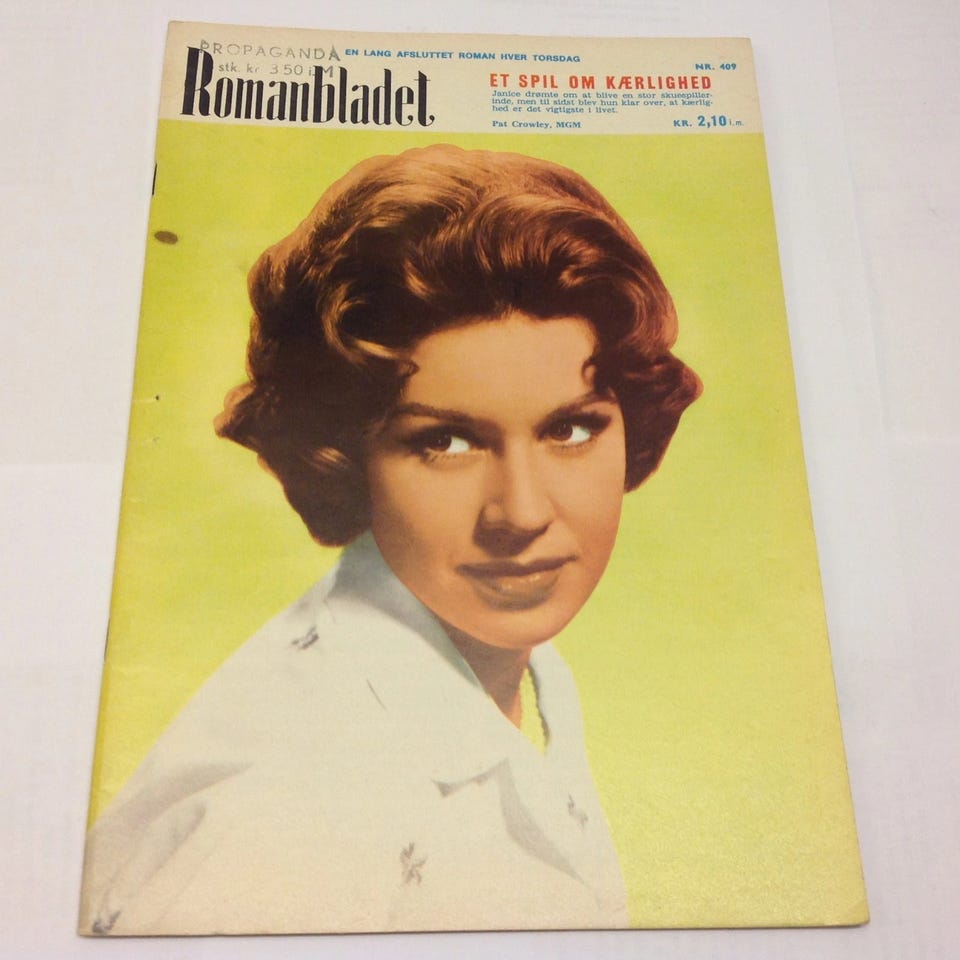 PROPAGANDA
stk. kr 3.50 i.M
EN LANG AFSLUTTET ROMAN HVER TORSDAG
NR. 409
Romanbladet
ET SPIL OM KÆRLIGHED
Janice drømte om at blive en stor skuespiller-
inde, men til sidst blev hun klar over, at kærlig-
hed er det vigtigste i livet.
Pat Crowley, MGM
KR. 2,10 i.m.